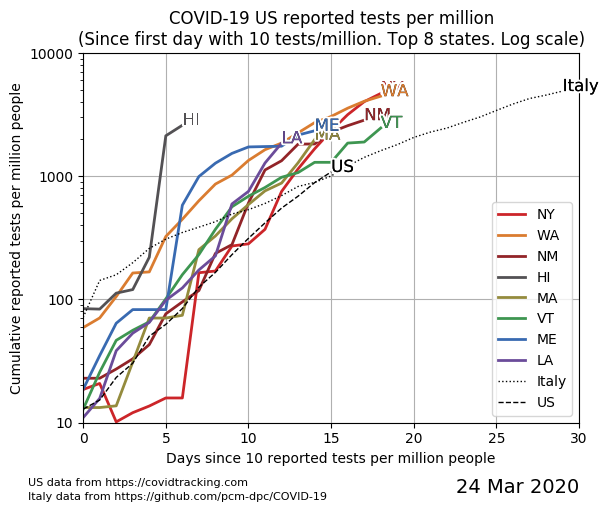 COVID-19 US reported tests per million
(Since first day with 10 tests/million. Top 8 states. Log scale)
Cumulative reported tests per million people
10000
1000
100
10
HI
LA
ME
MA
NM
VT
NY
WA
US
Italy
NY
WA
NM
HI
MA
VT
ME
LA
Italy
US
0
5
10
15
20
25
30
Days since 10 reported tests per million people
US data from https://covidtracking.com
Italy data from https://github.com/pcm-dpc/COVID-19
24 Mar 2020